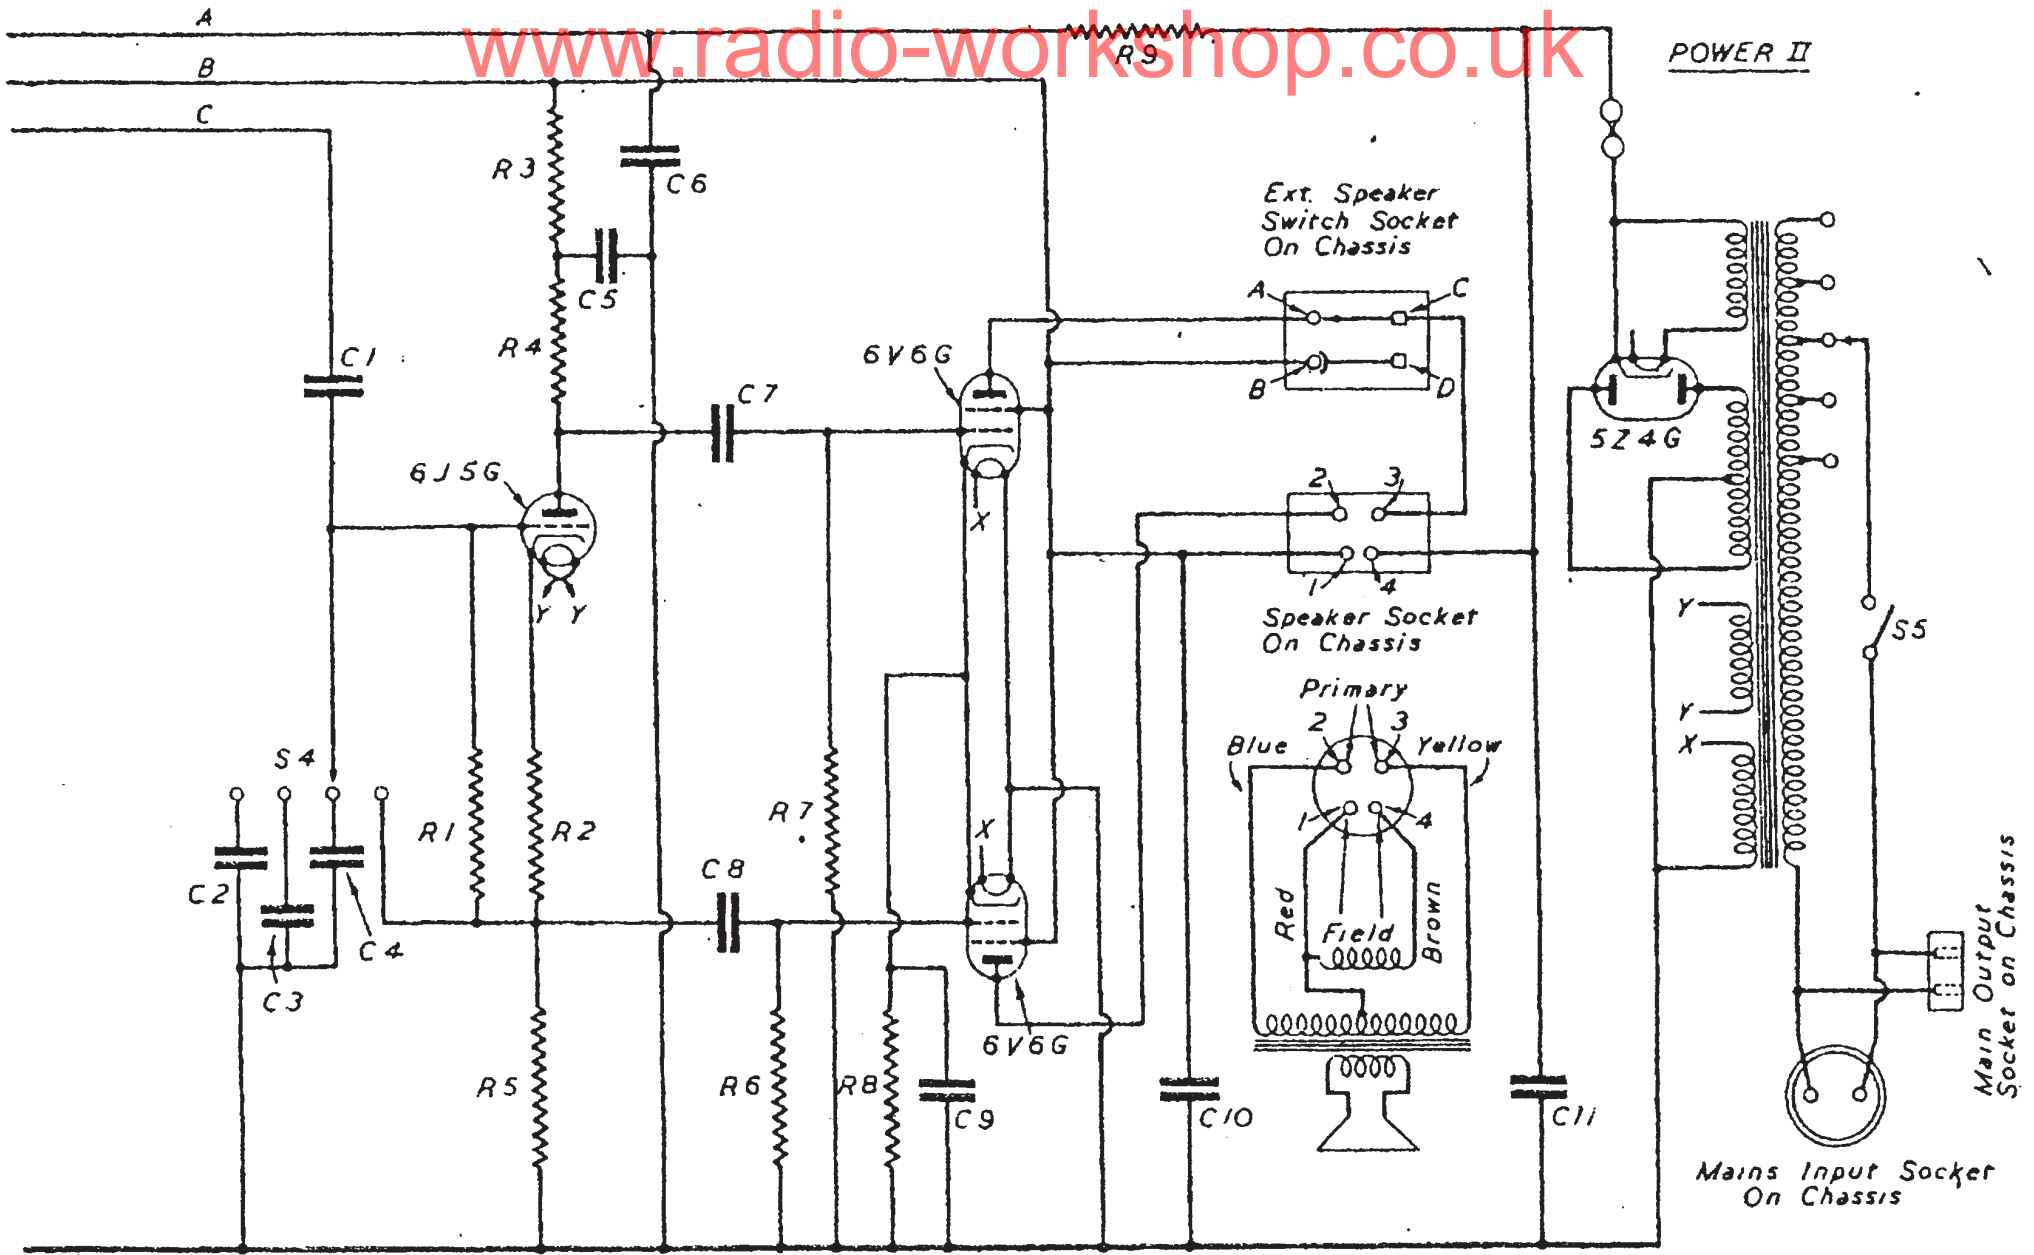 www.radio-workshop.co.uk
A
B
C
R9
POWER II
R3
C6
Ext. Speaker
Switch Socket
On Chassis
C5
A
C
R4
C1
6V6G
B
D
C7
5Z4G
6J5G
2
3
X
Y Y
1
4
Y
Speaker Socket
On Chassis
S5
Primary
2
3
Y
Blue
Yellow
X
S4
R1
R2
R7
1
4
X
C2
C8
Red
Field
Brown
C4
C3
6V6G
R5
R6
R8
C9
C10
C11
Main Output
Socket on Chassis
Mains Input Socket
On Chassis